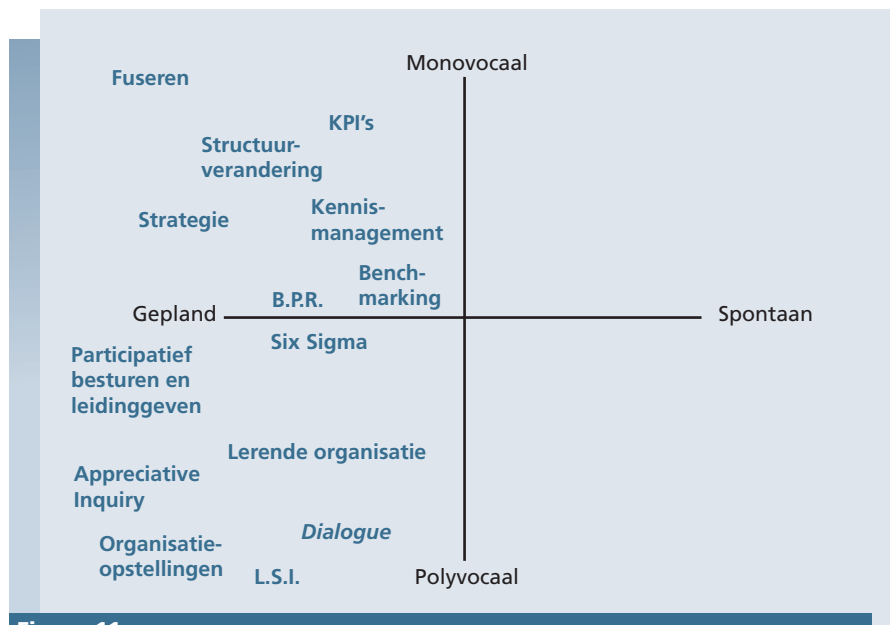 Monovocaal
Fuseren
KPI's
Structuur-
verandering
Kennis-
management
Strategie
Bench-
marking
B.P.R.
Gepland
Spontaan
Six Sigma
Participatief
besturen en
leidinggeven
Lerende organisatie
Appreciative
Inquiry
Dialogue
Organisatie-
opstellingen
L.S.I.
Polyvocaal